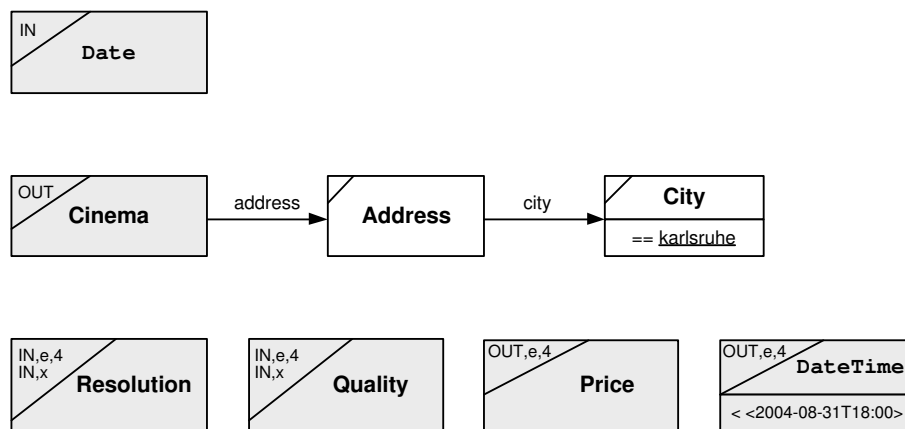 IN
Date
OUT
Cinema
address
Address
city
City
== karlsruhe
IN,e,4
IN,x
Resolution
IN,e,4
IN,x
Quality
OUT,e,4
Price
OUT,e,4
DateTime
< <2004-08-31T18:00>